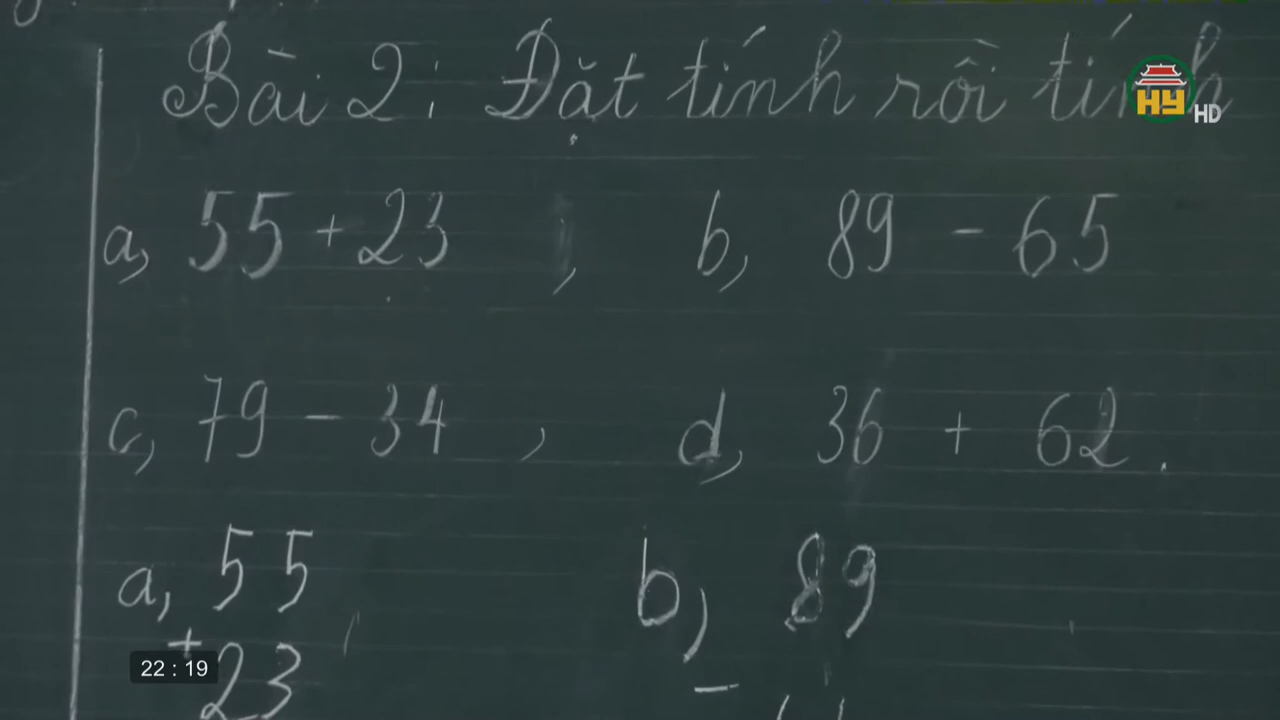 Bài 2: Đặt tính rồi tính
a, 55 + 23 ; b, 89 - 65
c, 79 - 34 , d, 36 + 62.
a, 55 b, 89
+ 23 -
HY HD
22 : 19